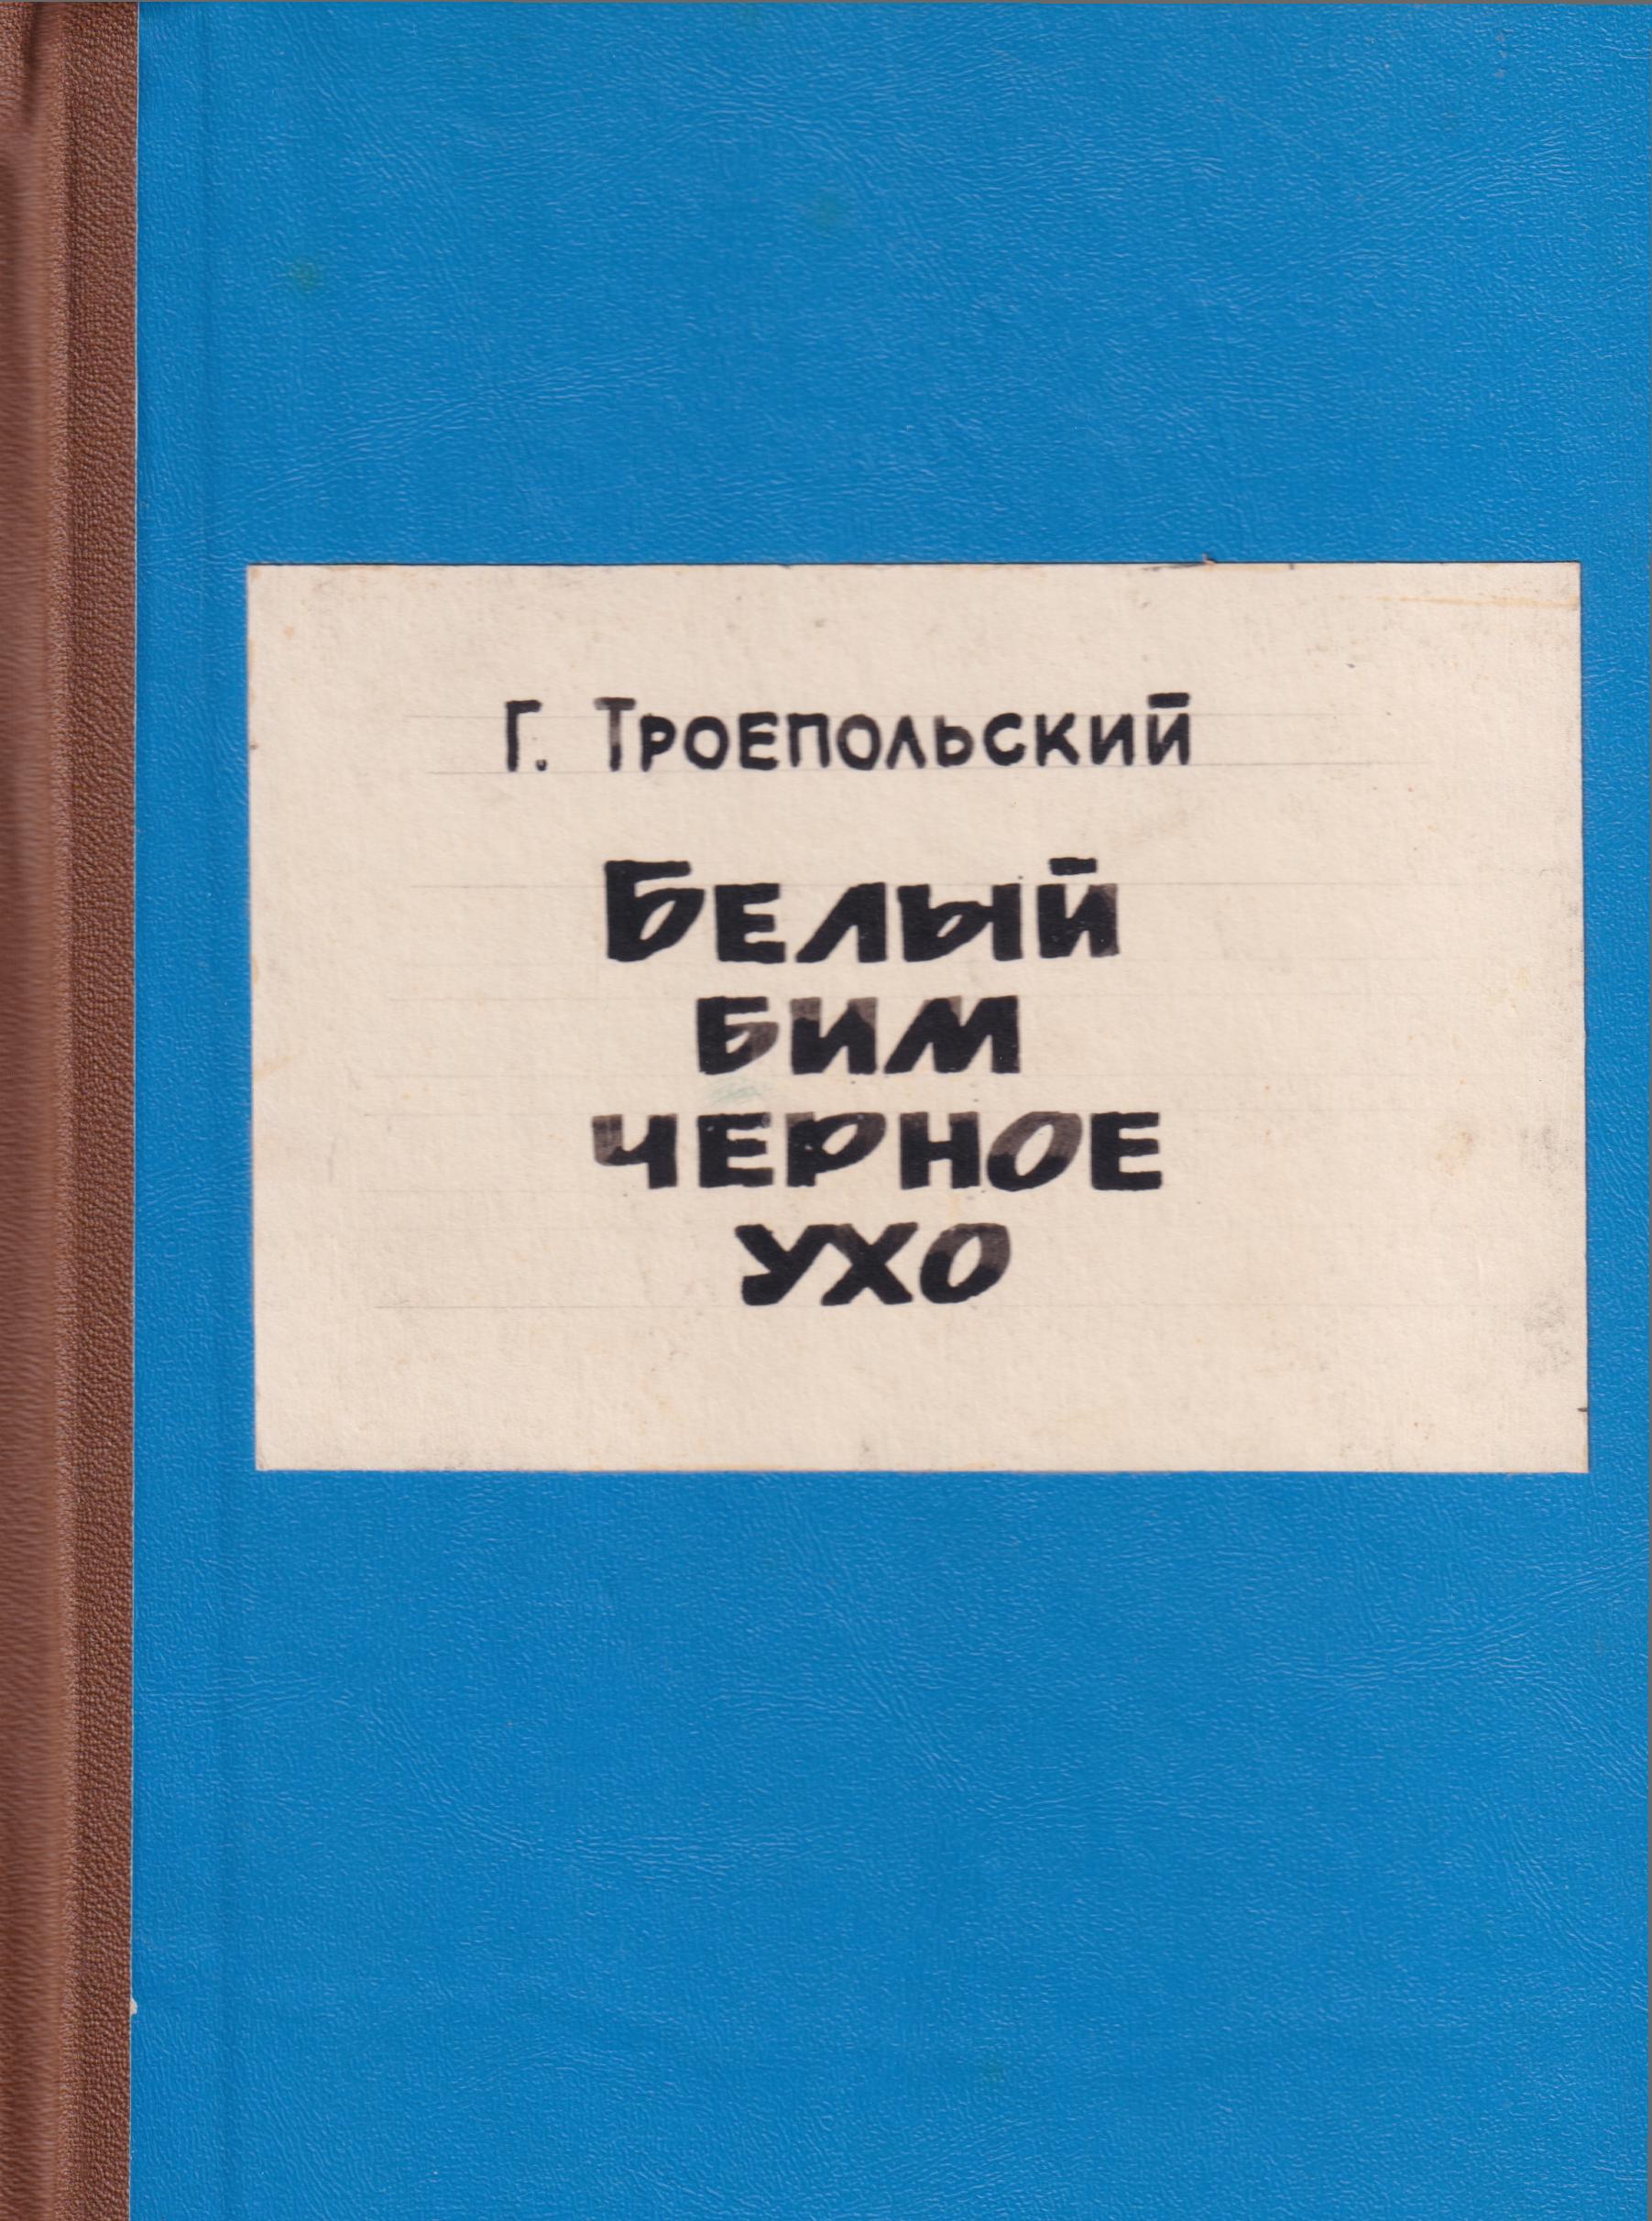 Г. Троепольский
Белый
бим
черное
ухо